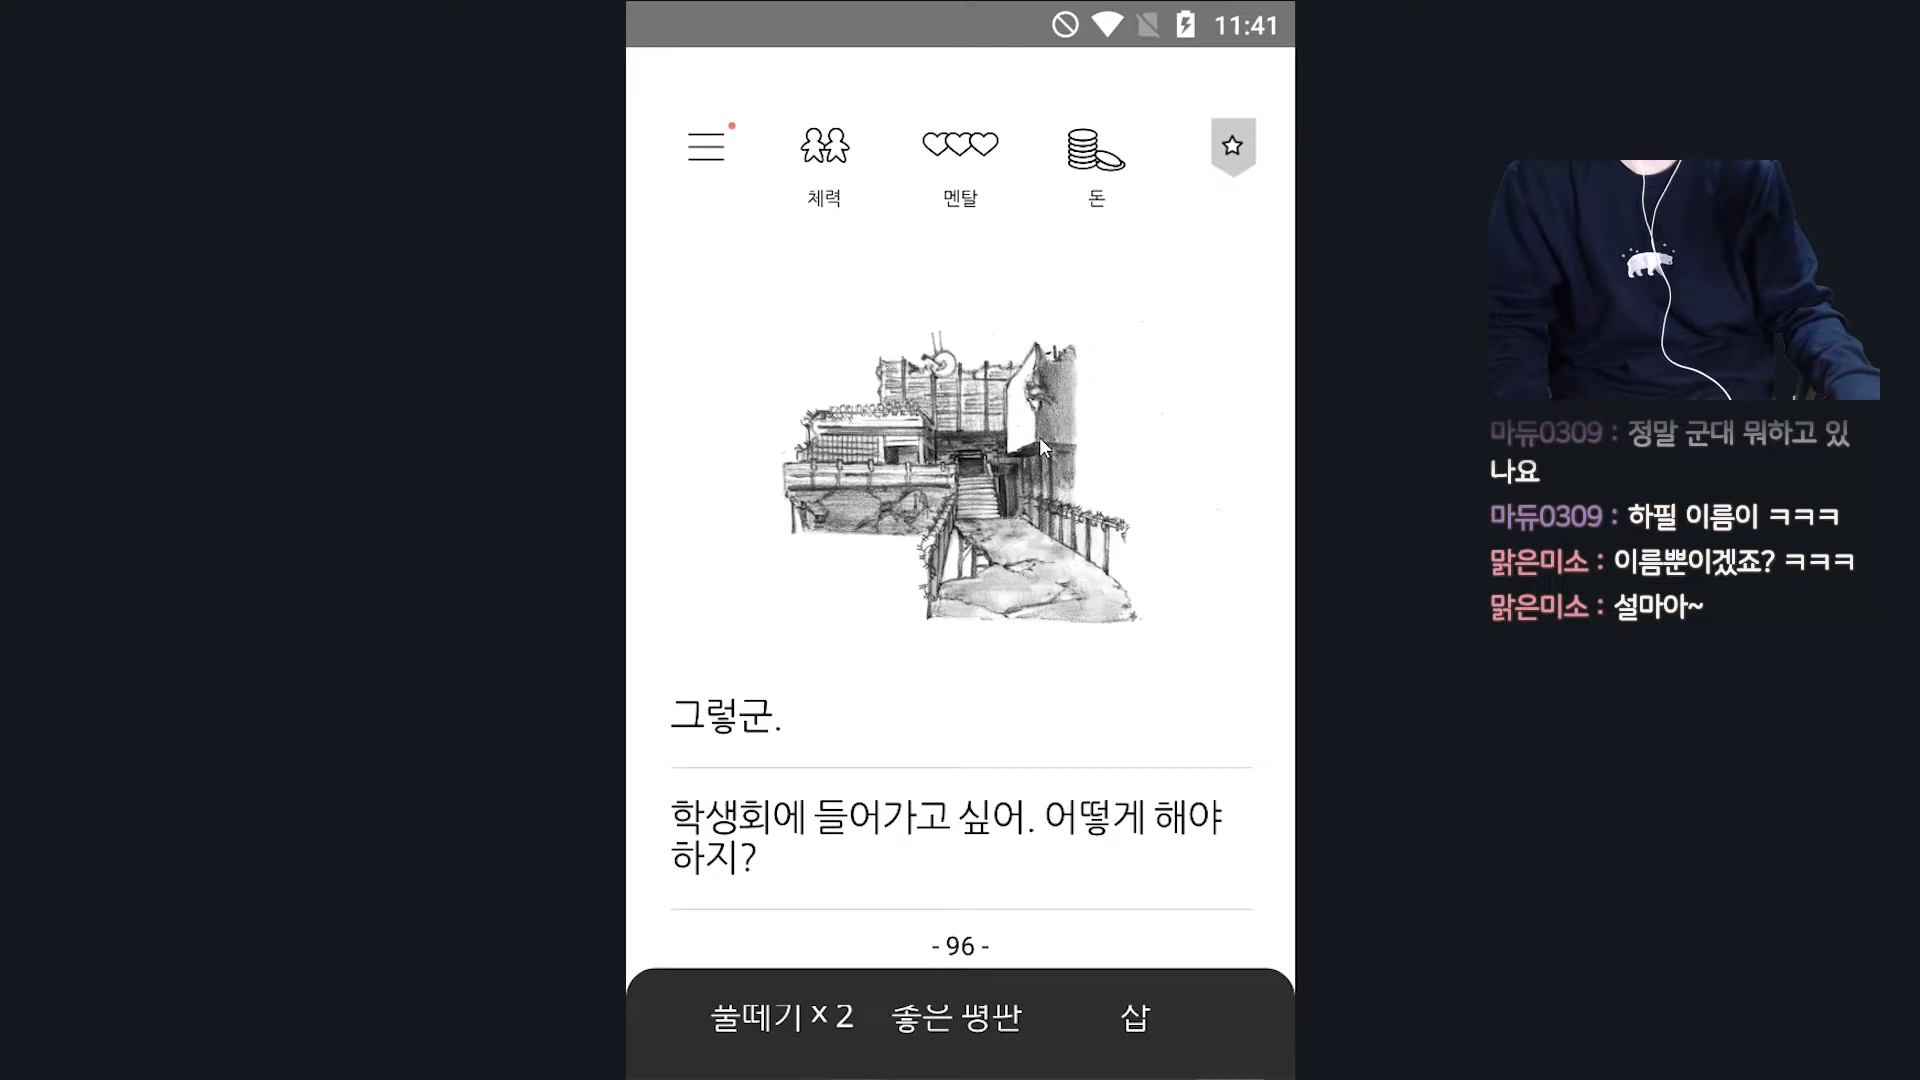 11:41
체력 멘탈 돈
그렇군.
학생회에 들어가고 싶어. 어떻게 해야
하지?
- 96 -
풀떼기 x 2 좋은 평판 삽
마듀0309 : 정말 군대 뭐하고 있
나요
마듀0309 : 하필 이름이 ㅋㅋㅋ
맑은미소 : 이름뿐이겠죠? ㅋㅋㅋ
맑은미소 : 설마아~